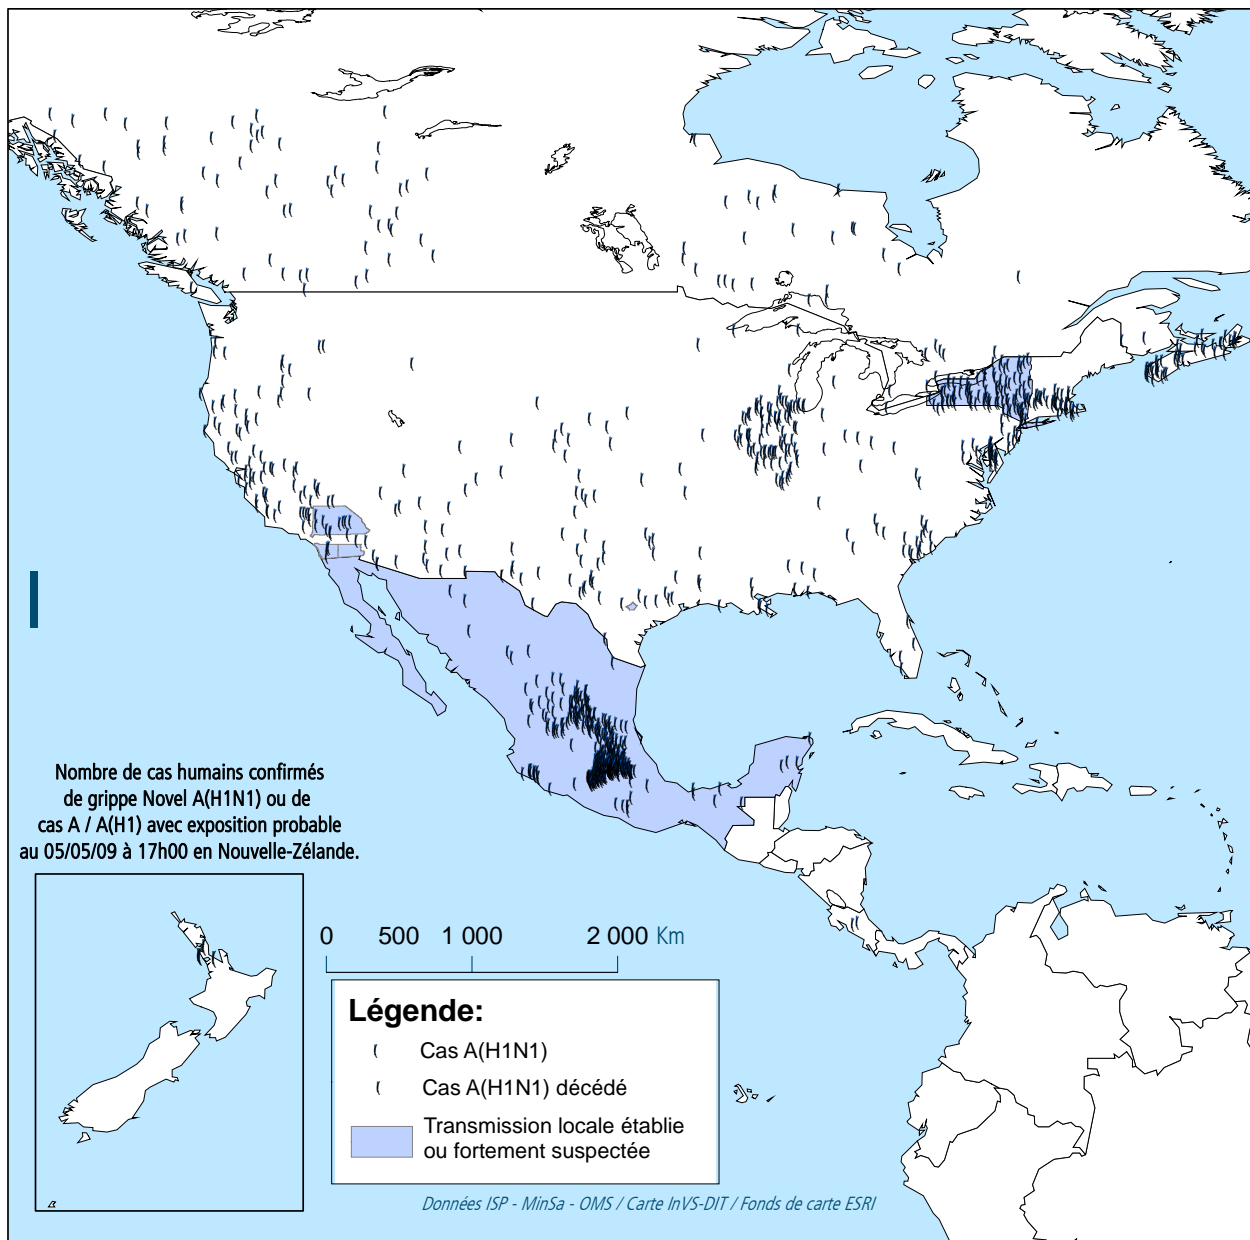 Nombre de cas humains confirmés
de grippe Novel A(H1N1) ou de
cas A / A(H1) avec exposition probable
au 05/05/09 à 17h00 en Nouvelle-Zélande.
0 500 1 000 2 000 Km
Légende:
Cas A(H1N1)
Cas A(H1N1) décédé
Transmission locale établie
ou fortement suspectée
Données ISP - MinSa - OMS / Carte InVS-DIT / Fonds de carte ESRI